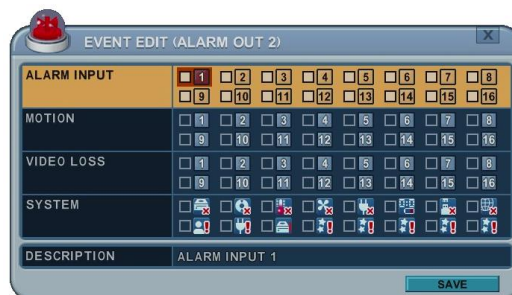 EVENT EDIT (ALARM OUT 2)
X
ALARM INPUT
1 2 3 4 5 6 7 8
9 10 11 12 13 14 15 16
MOTION
1 2 3 4 5 6 7 8
9 10 11 12 13 14 15 16
VIDEO LOSS
1 2 3 4 5 6 7 8
9 10 11 12 13 14 15 16
SYSTEM
DESCRIPTION
ALARM INPUT 1
SAVE